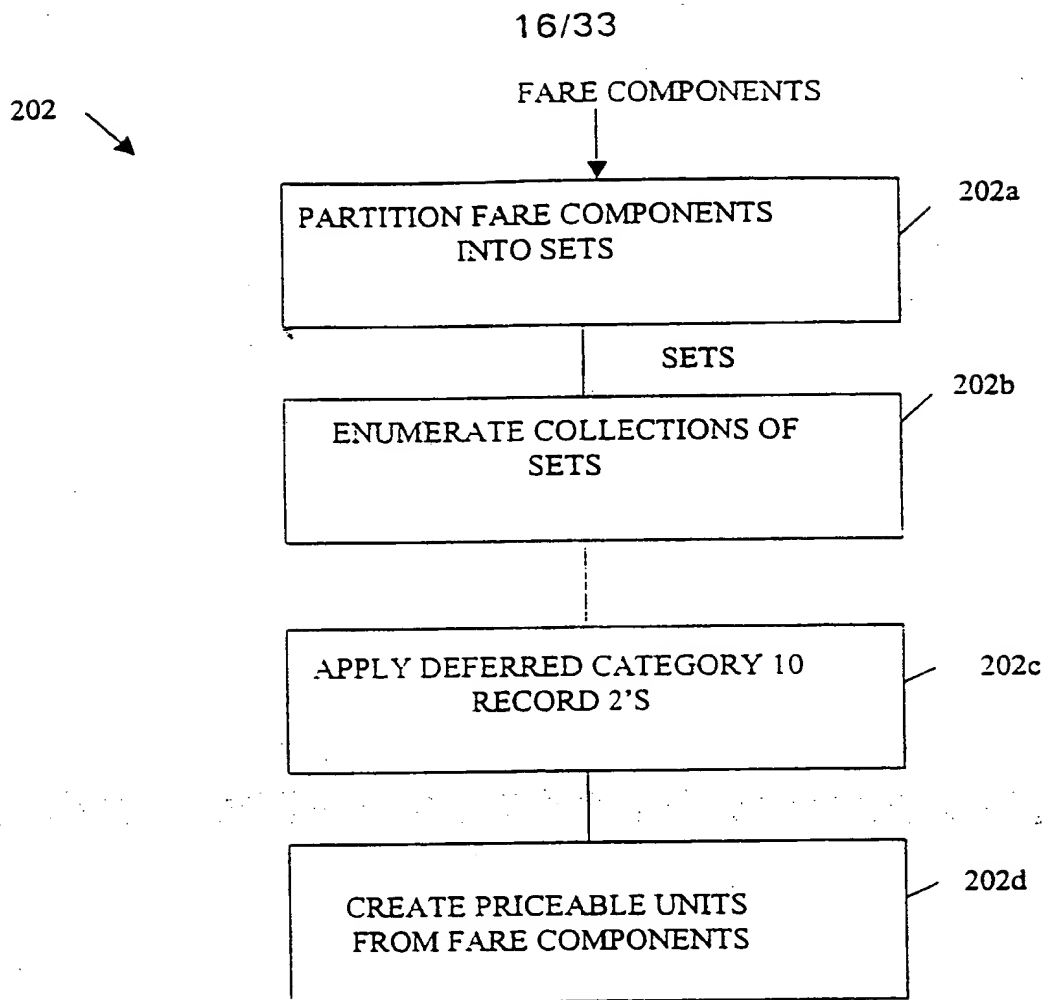 16/33
FARE COMPONENTS
202
202a
PARTITION FARE COMPONENTS
INTO SETS
SETS
202b
ENUMERATE COLLECTIONS OF
SETS
APPLY DEFERRED CATEGORY 10
RECORD 2'S
202c
202d
CREATE PRICEABLE UNITS
FROM FARE COMPONENTS